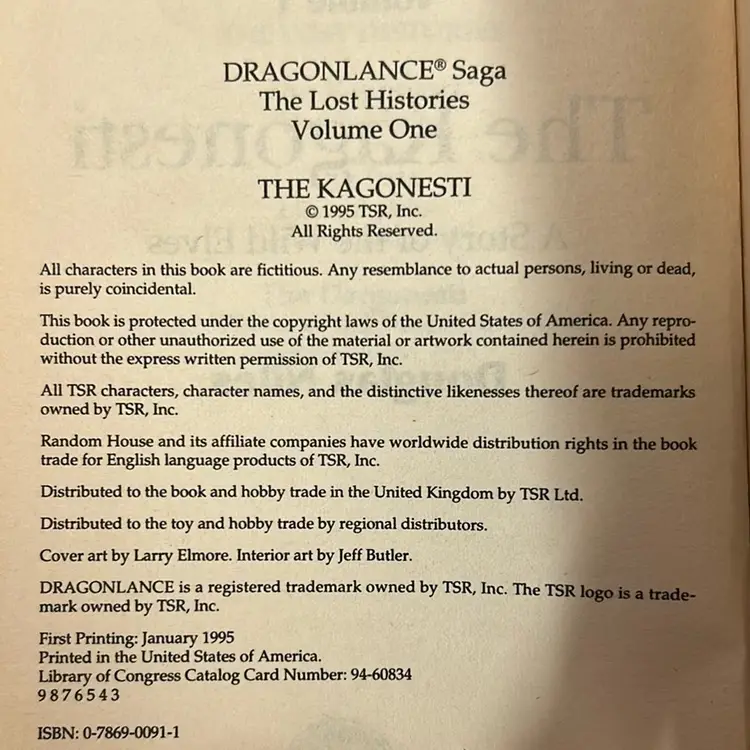 DRAGONLANCE® Saga
The Lost Histories
Volume One
THE KAGONESTI
© 1995 TSR, Inc.
All Rights Reserved.
All characters in this book are fictitious. Any resemblance to actual persons, living or dead,
is purely coincidental.
This book is protected under the copyright laws of the United States of America. Any repro-
duction or other unauthorized use of the material or artwork contained herein is prohibited
without the express written permission of TSR, Inc.
All TSR characters, character names, and the distinctive likenesses thereof are trademarks
owned by TSR, Inc.
Random House and its affiliate companies have worldwide distribution rights in the book
trade for English language products of TSR, Inc.
Distributed to the book and hobby trade in the United Kingdom by TSR Ltd.
Distributed to the toy and hobby trade by regional distributors.
Cover art by Larry Elmore. Interior art by Jeff Butler.
DRAGONLANCE is a registered trademark owned by TSR, Inc. The TSR logo is a trade-
mark owned by TSR, Inc.
First Printing: January 1995
Printed in the United States of America.
Library of Congress Catalog Card Number: 94-60834
9 8 7 6 5 4 3
ISBN: 0-7869-0091-1